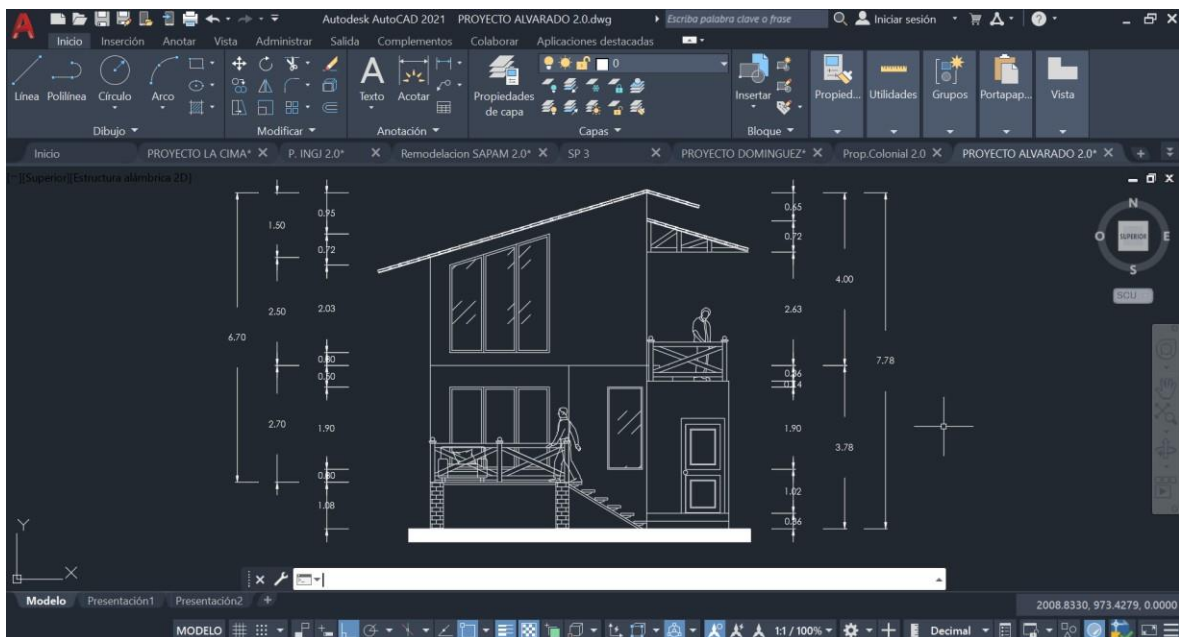 Autodesk AutoCAD 2021 PROYECTO ALVARADO 2.0.dwg Escriba palabra clave o frase Iniciar sesión
Inicio Inserción Anotar Vista Administrar Salida Complementos Colaborar Aplicaciones destacadas
0
Línea Polilínea Círculo Arco Texto Acotar Propiedades de capa Insertar Propied... Utilidades Grupos Portapap... Vista
Dibujo Modificar Anotación Capas Bloque
Inicio PROYECTO LA CIMA* P. INGJ 2.0* Remodelacion SAPAM 2.0* SP 3 PROYECTO DOMINGUEZ* Prop.Colonial 2.0 PROYECTO ALVARADO 2.0*
[−][Superior][Estructura alámbrica 2D]
N
O SUPERIOR E
S
SCU
0.95 0.65
1.50
0.72 0.72
4.00
2.50 2.03 2.63
6.70
7.78
0.80 0.36
0.50 0.14
2.70 1.90 1.90
3.78
0.80
1.08 1.02
0.36
Y
X
Modelo Presentación1 Presentación2 +
2008.8330, 973.4279, 0.0000
MODELO 1:1 / 100% Decimal